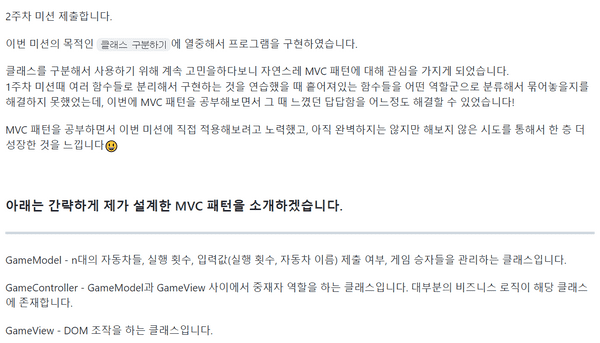 2주차 미션 제출합니다.
이번 미션의 목적인 클래스 구분하기 에 열중해서 프로그램을 구현하였습니다.
클래스를 구분해서 사용하기 위해 계속 고민을하다보니 자연스레 MVC 패턴에 대해 관심을 가지게 되었습니다.
1주차 미션때 여러 함수들로 분리해서 구현하는 것을 연습했을 때 흩어져있는 함수들을 어떤 역할군으로 분류해서 묶어놓을지를
해결하지 못했었는데, 이번에 MVC 패턴을 공부해보면서 그 때 느꼈던 답답함을 어느정도 해결할 수 있었습니다!
MVC 패턴을 공부하면서 이번 미션에 직접 적용해보려고 노력했고, 아직 완벽하지는 않지만 해보지 않은 시도를 통해서 한 층 더
성장한 것을 느낍니다😃
아래는 간략하게 제가 설계한 MVC 패턴을 소개하겠습니다.
GameModel - n대의 자동차들, 실행 횟수, 입력값(실행 횟수, 자동차 이름) 제출 여부, 게임 승자들을 관리하는 클래스입니다.
GameController - GameModel과 GameView 사이에서 중재자 역할을 하는 클래스입니다. 대부분의 비즈니스 로직이 해당 클래스
에 존재합니다.
GameView - DOM 조작을 하는 클래스입니다.